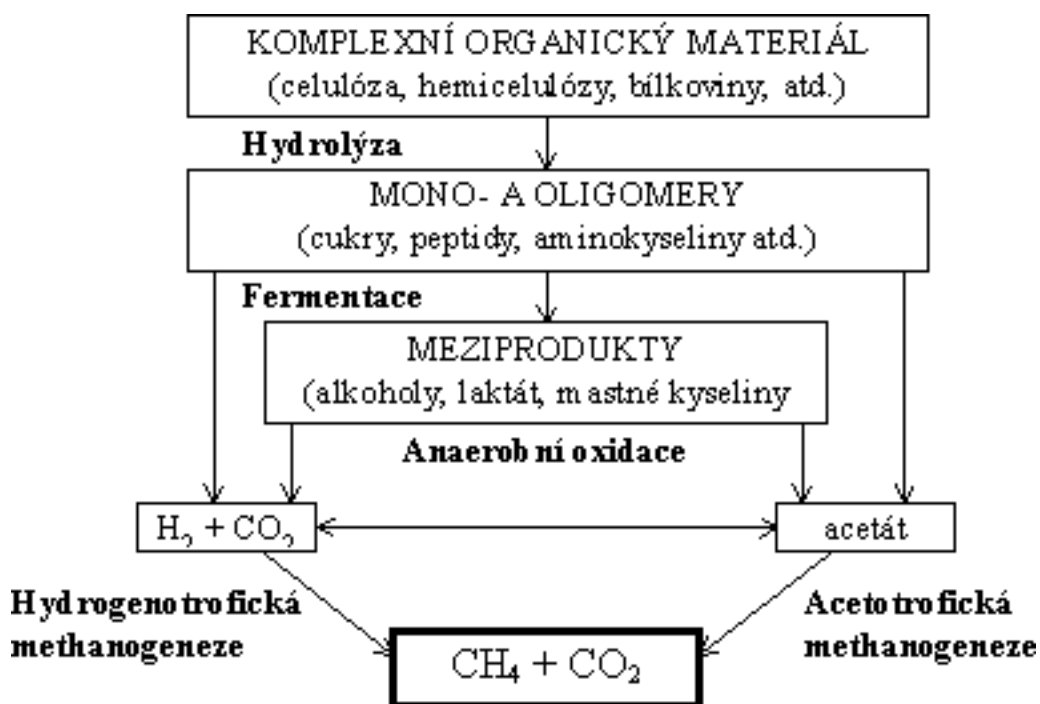 KOMPLEXNÍ ORGANICKÝ MATERIÁL
(celulóza, hemicelulózy, bílkoviny, atd.)
Hydrolýza
MONO- A OLIGOMERY
(cukry, peptidy, aminokyseliny atd.)
Fermentace
MEZIPRODUKTY
(alkoholy, laktát, mastné kyseliny
Anaerobní oxidace
H₂ + CO₂
acetát
Hydrogenotrofická
methanogeneze
Acetotrofická
methanogeneze
CH₄ + CO₂